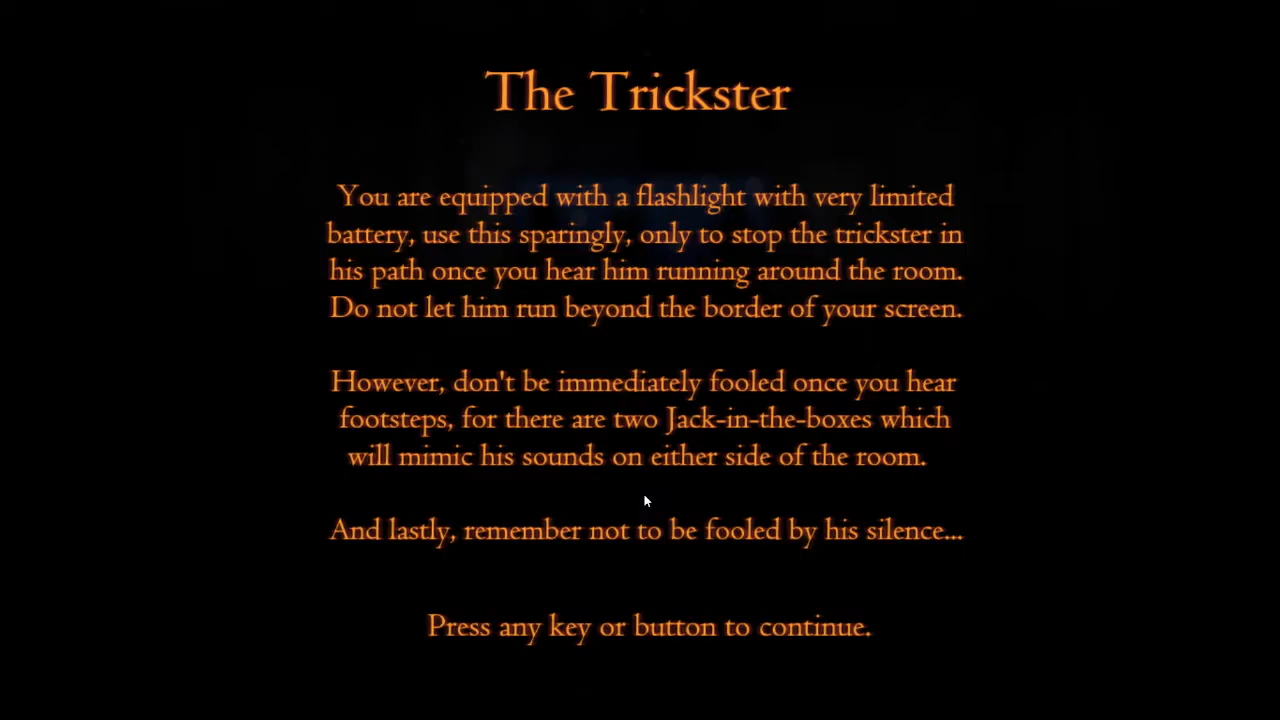 The Trickster
You are equipped with a flashlight with very limited
battery, use this sparingly, only to stop the trickster in
his path once you hear him running around the room.
Do not let him run beyond the border of your screen.
However, don't be immediately fooled once you hear
footsteps, for there are two Jack-in-the-boxes which
will mimic his sounds on either side of the room.
And lastly, remember not to be fooled by his silence...
Press any key or button to continue.